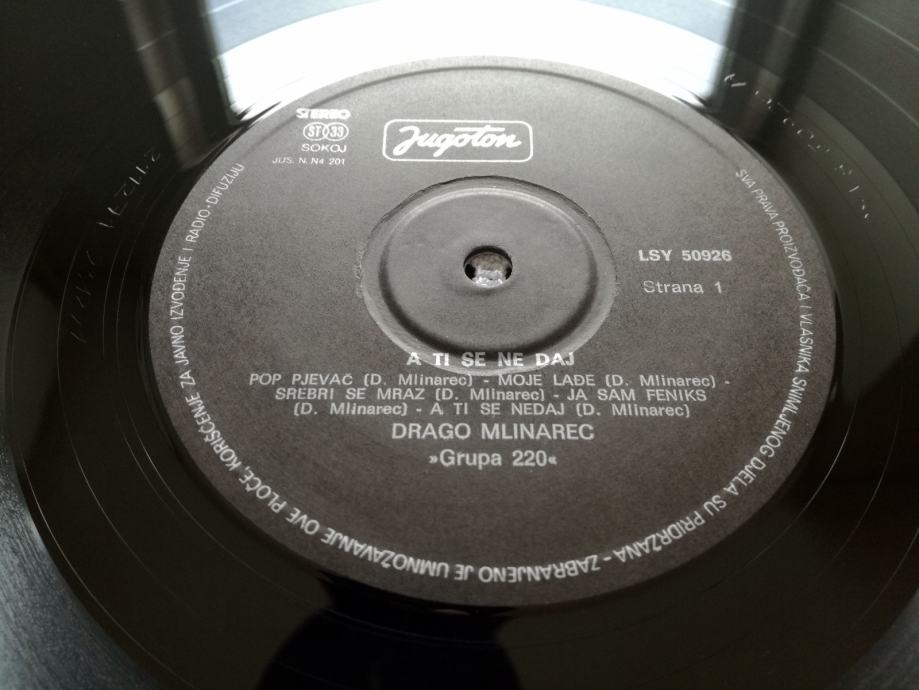 STEREO
ST 33
SOKOJ
JUS. N. N4 201
Jugoton
LSY 50926
Strana 1
A TI SE NE DAJ
POP PJEVAČ (D. Mlinarec) - MOJE LAĐE (D. Mlinarec) -
SREBRI SE MRAZ (D. Mlinarec) - JA SAM FENIKS
(D. Mlinarec) - A TI SE NEDAJ (D. Mlinarec)
DRAGO MLINAREC
»Grupa 220«
SVA PRAVA PROIZVOĐAČA I VLASNIKA SNIMLJENOG DJELA SU PRIDRŽANA - ZABRANJENO JE UMNOŽAVANJE OVE PLOČE, KORIŠĆENJE ZA JAVNO IZVOĐENJE I RADIO-DIFUZIJU